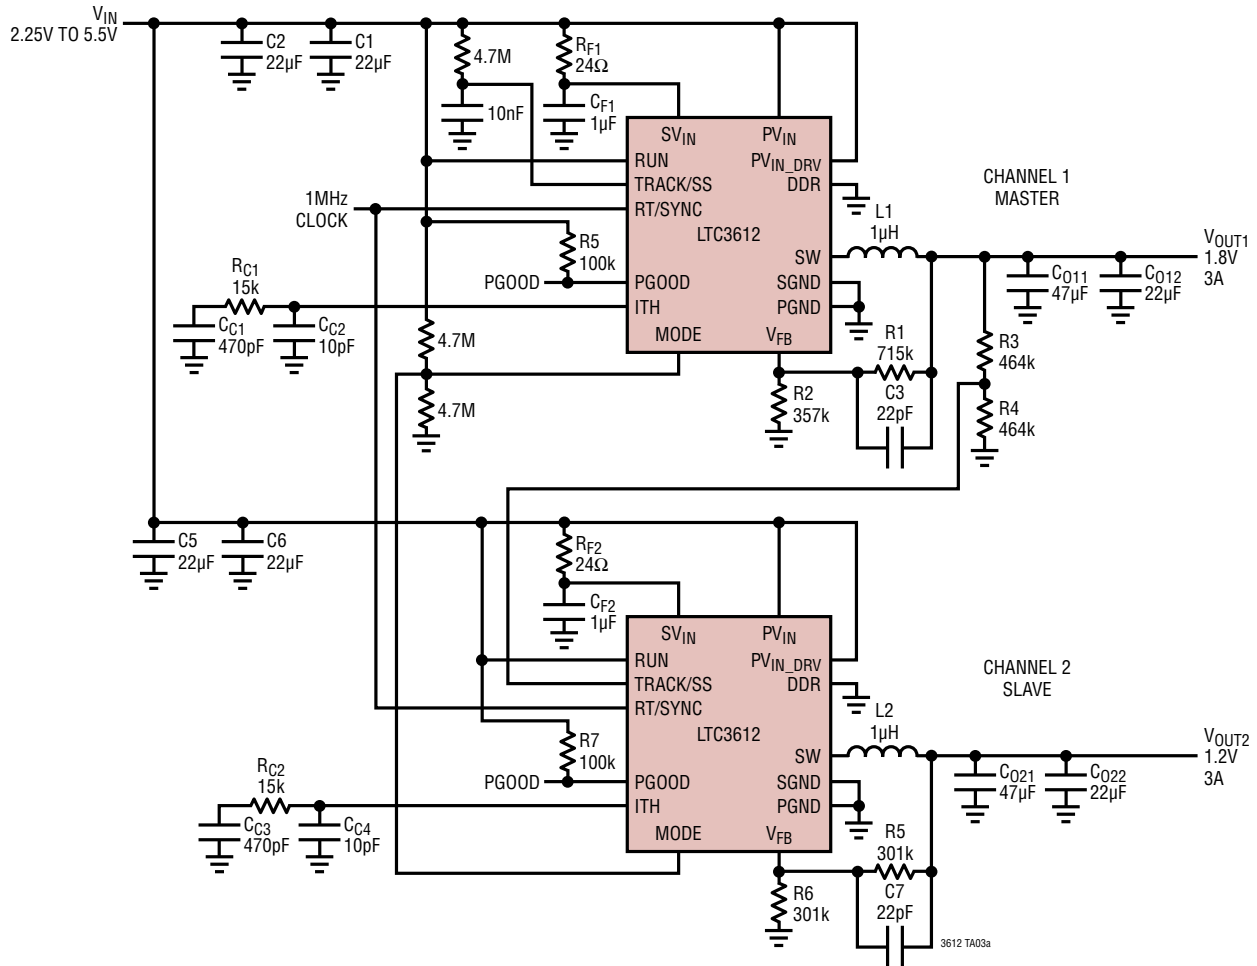 VIN
2.25V TO 5.5V
C2
22µF
C1
22µF
4.7M
10nF
RF1
24Ω
CF1
1µF
SVIN
PVIN
RUN
PVIN_DRV
TRACK/SS
DDR
RT/SYNC
LTC3612
SW
PGOOD
SGND
ITH
PGND
MODE
VFB
1MHz
CLOCK
R5
100k
PGOOD
RC1
15k
CC1
470pF
CC2
10pF
4.7M
4.7M
CHANNEL 1
MASTER
L1
1µH
VOUT1
1.8V
3A
CO11
47µF
CO12
22µF
R1
715k
C3
22pF
R2
357k
R3
464k
R4
464k
C5
22µF
C6
22µF
RF2
24Ω
CF2
1µF
SVIN
PVIN
RUN
PVIN_DRV
TRACK/SS
DDR
RT/SYNC
LTC3612
SW
PGOOD
SGND
ITH
PGND
MODE
VFB
R7
100k
PGOOD
RC2
15k
CC3
470pF
CC4
10pF
CHANNEL 2
SLAVE
L2
1µH
VOUT2
1.2V
3A
CO21
47µF
CO22
22µF
R5
301k
C7
22pF
R6
301k
3612 TA03a